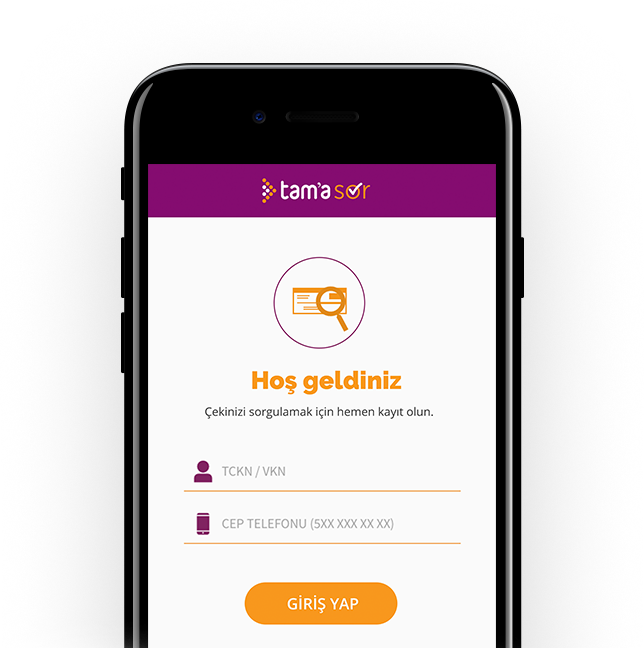 tam'a sor
Hoş geldiniz
Çekinizi sorgulamak için hemen kayıt olun.
TCKN / VKN
CEP TELEFONU (5XX XXX XX XX)
GİRİŞ YAP